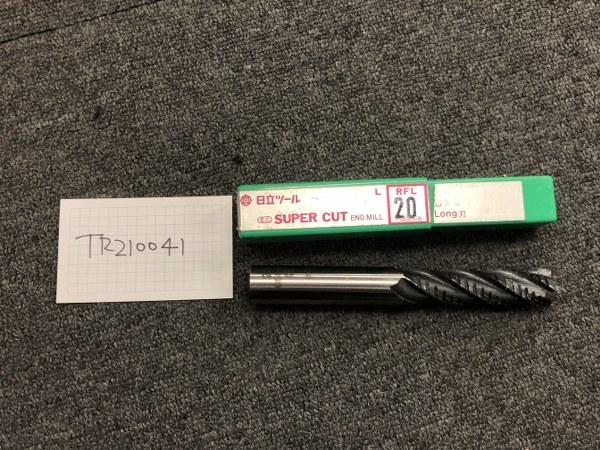 TR210041
日立ツール
L
RFL
SUPER CUT END MILL
20
Long刃